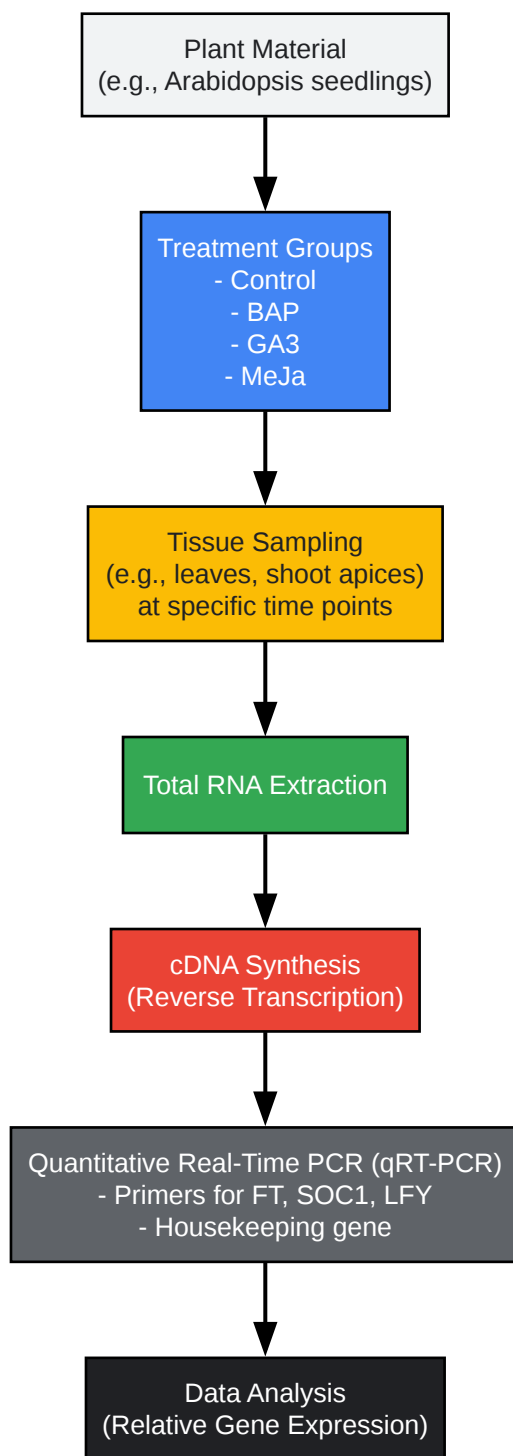 Plant Material
(e.g., Arabidopsis seedlings)
Treatment Groups
- Control
- BAP
- GA3
- MeJa
Tissue Sampling
(e.g., leaves, shoot apices)
at specific time points
Total RNA Extraction
cDNA Synthesis
(Reverse Transcription)
Quantitative Real-Time PCR (qRT-PCR)
- Primers for FT, SOC1, LFY
- Housekeeping gene
Data Analysis
(Relative Gene Expression)